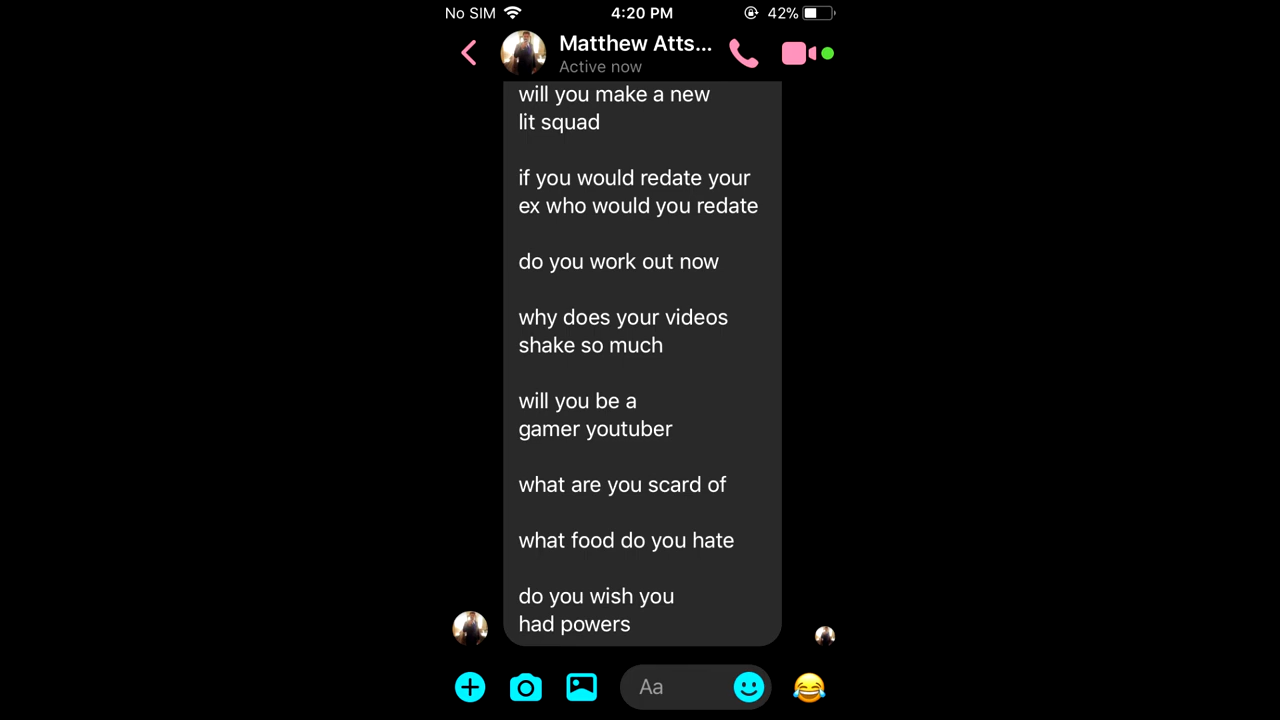 No SIM 4:20 PM 42%
Matthew Atts...
Active now
will you make a new
lit squad
if you would redate your
ex who would you redate
do you work out now
why does your videos
shake so much
will you be a
gamer youtuber
what are you scard of
what food do you hate
do you wish you
had powers
Aa